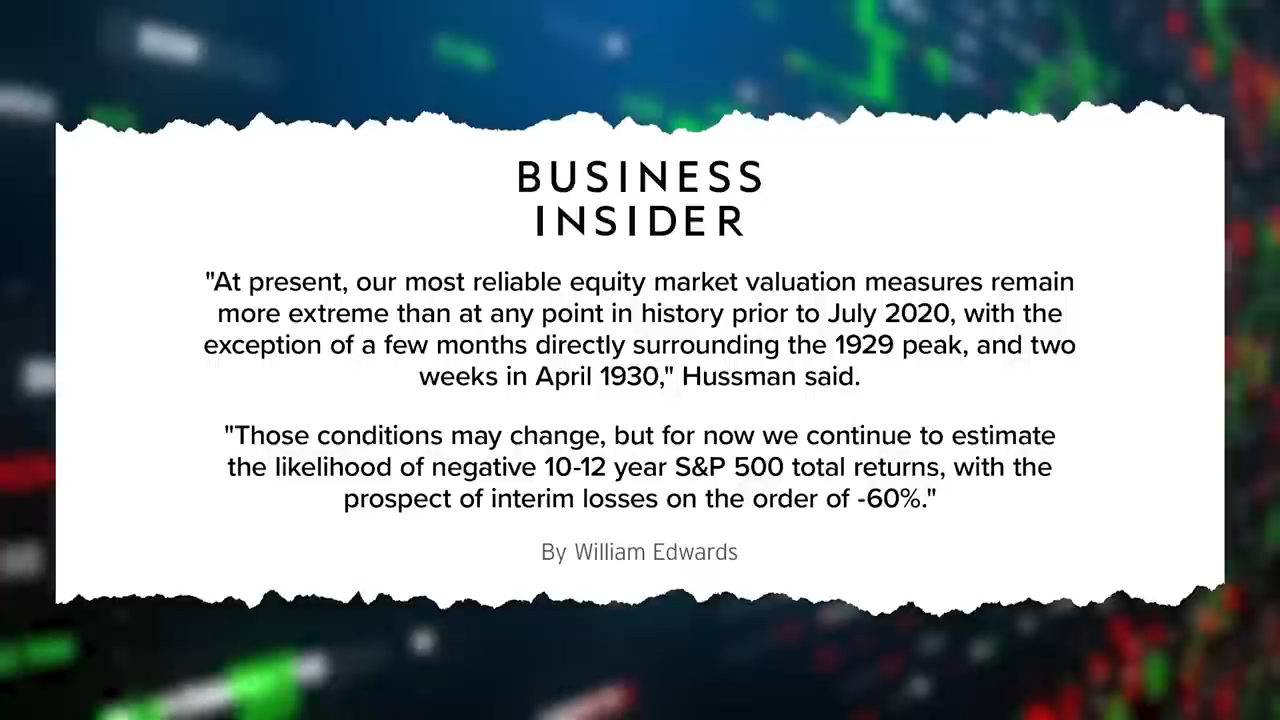 BUSINESS
INSIDER
"At present, our most reliable equity market valuation measures remain
more extreme than at any point in history prior to July 2020, with the
exception of a few months directly surrounding the 1929 peak, and two
weeks in April 1930," Hussman said.
"Those conditions may change, but for now we continue to estimate
the likelihood of negative 10-12 year S&P 500 total returns, with the
prospect of interim losses on the order of -60%."
By William Edwards